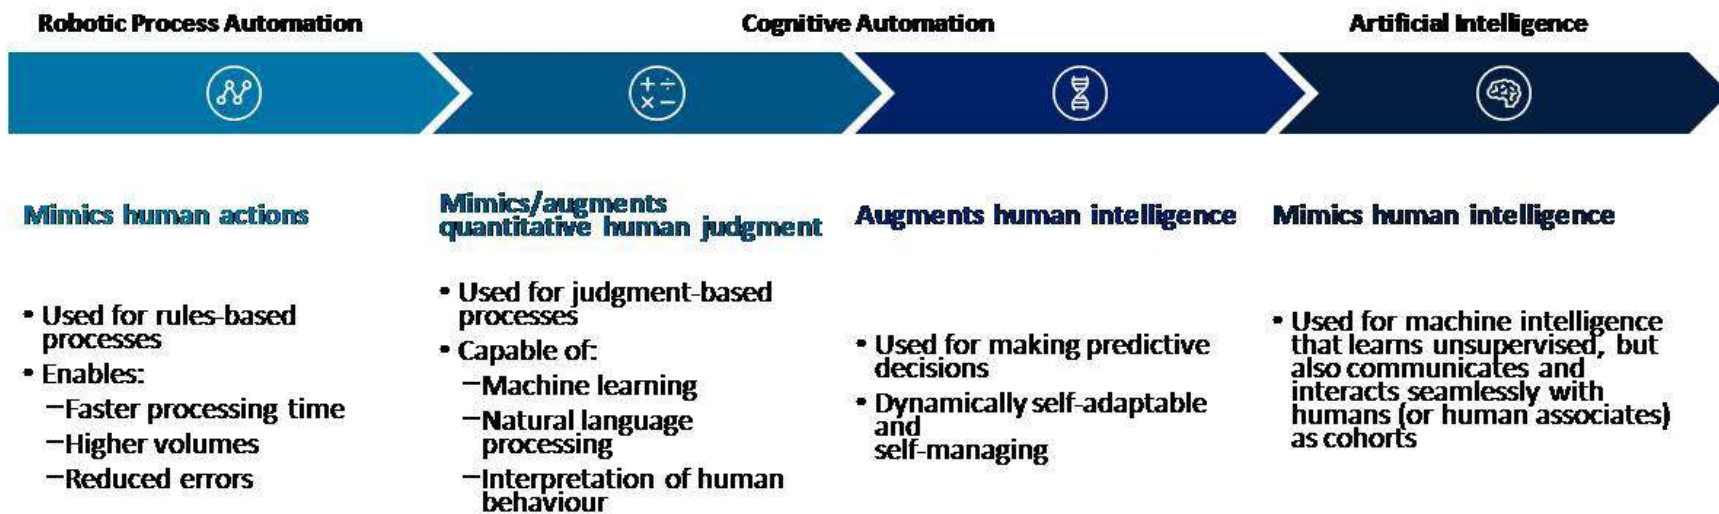 Robotic Process Automation
Cognitive Automation
Artificial Intelligence
Mimics human actions
• Used for rules-based
processes
• Enables:
–Faster processing time
–Higher volumes
–Reduced errors
Mimics/augments
quantitative human judgment
• Used for judgment-based
processes
• Capable of:
–Machine learning
–Natural language
processing
–Interpretation of human
behaviour
Augments human intelligence
• Used for making predictive
decisions
• Dynamically self-adaptable
and
self-managing
Mimics human intelligence
• Used for machine intelligence
that learns unsupervised, but
also communicates and
interacts seamlessly with
humans (or human associates)
as cohorts